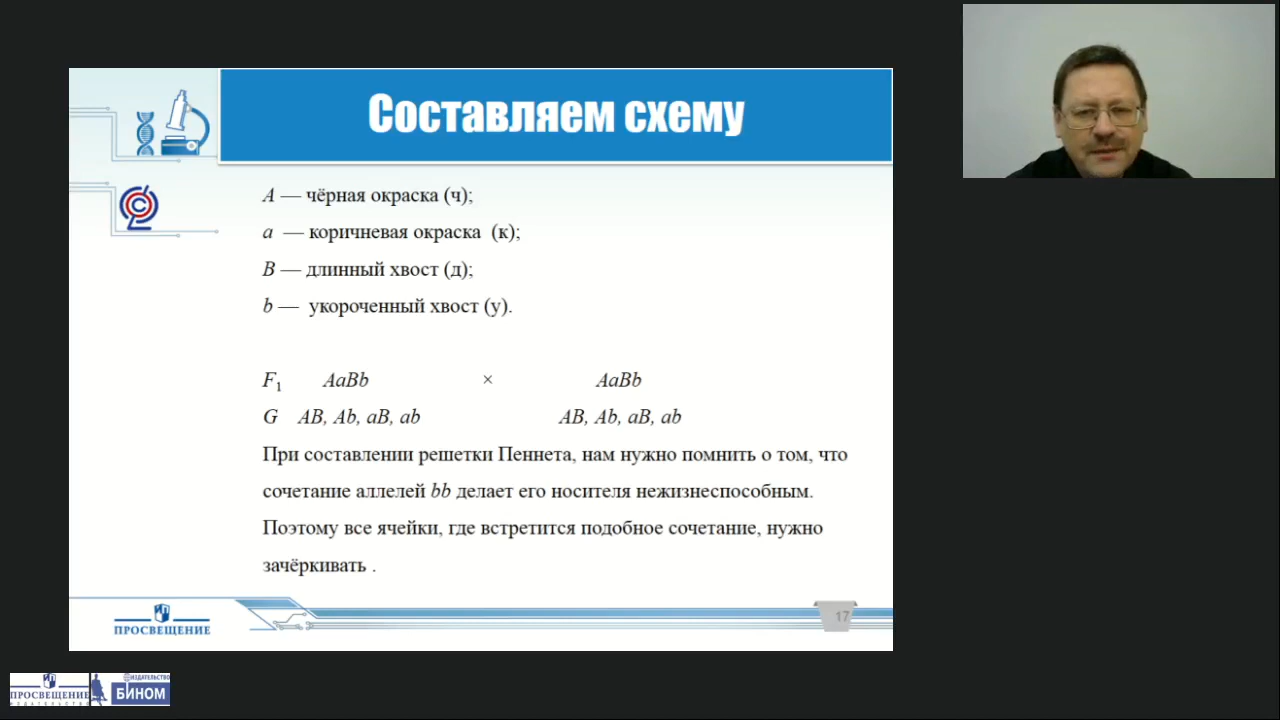 Составляем схему
A — чёрная окраска (ч);
a — коричневая окраска (к);
B — длинный хвост (д);
b — укороченный хвост (у).
F₁ AaBb × AaBb
G AB, Ab, aB, ab AB, Ab, aB, ab
При составлении решетки Пеннета, нам нужно помнить о том, что
сочетание аллелей bb делает его носителя нежизнеспособным.
Поэтому все ячейки, где встретится подобное сочетание, нужно
зачёркивать .
17
ПРОСВЕЩЕНИЕ
ПРОСВЕЩЕНИЕ
ИЗДАТЕЛЬСТВО
ИЗДАТЕЛЬСТВО
БИНОМ